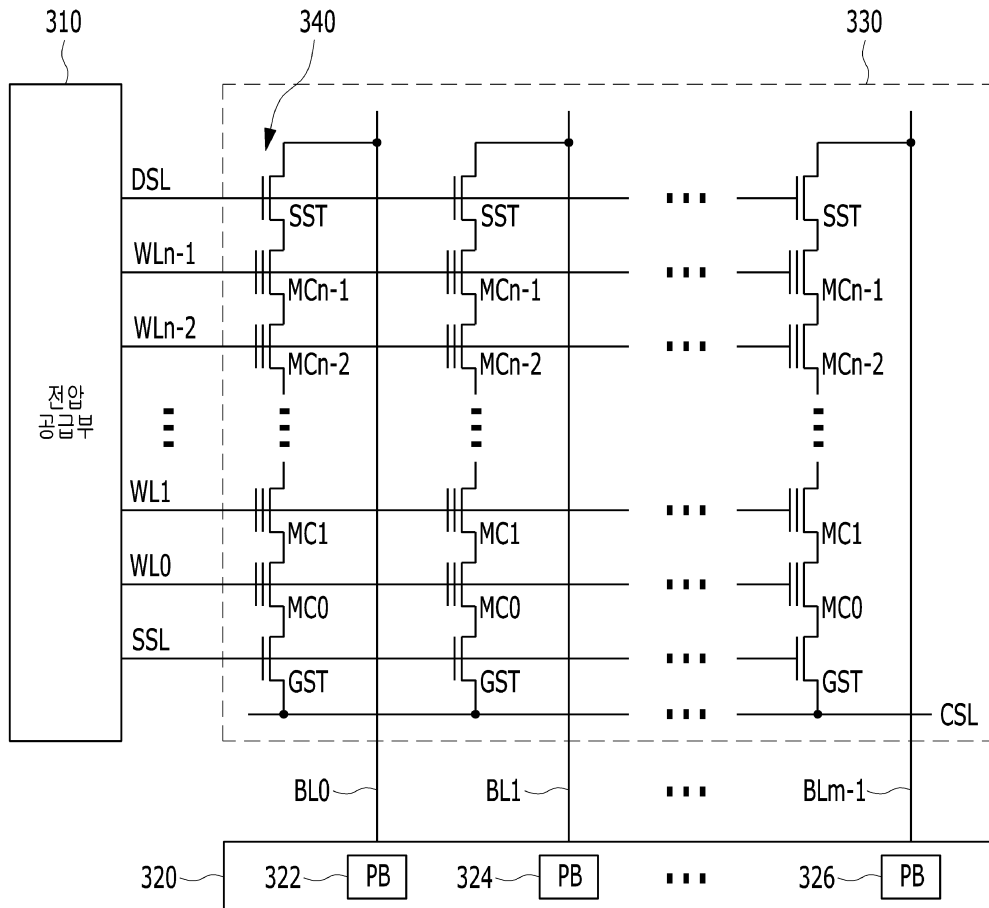 310
340
330
DSL
SST SST SST
WLn-1
MCn-1 MCn-1 MCn-1
WLn-2
MCn-2 MCn-2 MCn-2
전압
공급부
WL1
MC1 MC1 MC1
WL0
MC0 MC0 MC0
SSL
GST GST GST
CSL
BL0 BL1 BLm-1
320 322 PB 324 PB 326 PB